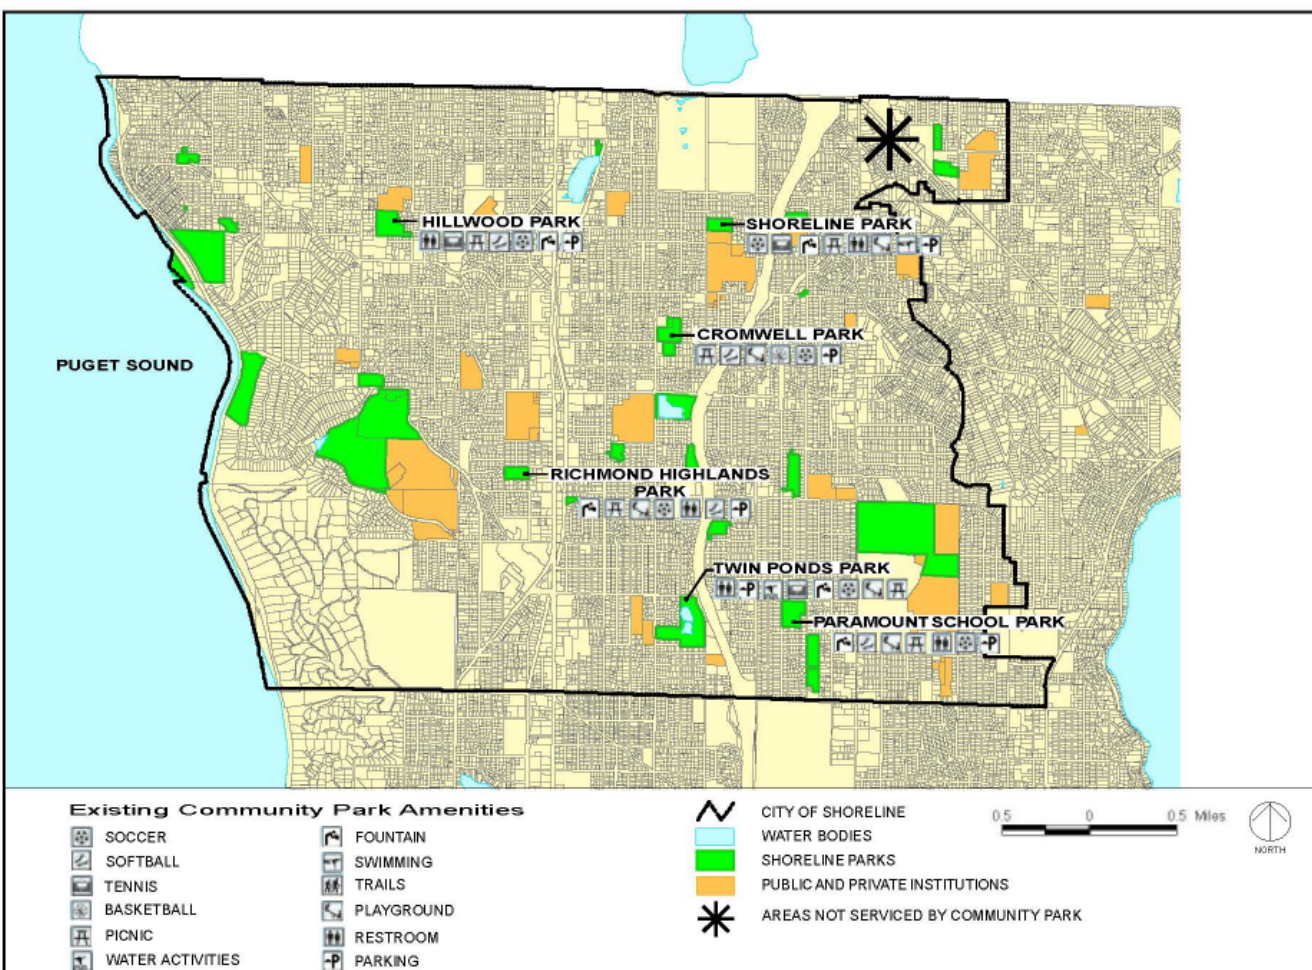 HILLWOOD PARK
SHORELINE PARK
CROMWELL PARK
PUGET SOUND
RICHMOND HIGHLANDS
PARK
TWIN PONDS PARK
PARAMOUNT SCHOOL PARK
Existing Community Park Amenities
SOCCER
SOFTBALL
TENNIS
BASKETBALL
PICNIC
WATER ACTIVITIES
FOUNTAIN
SWIMMING
TRAILS
PLAYGROUND
RESTROOM
P PARKING
CITY OF SHORELINE
WATER BODIES
SHORELINE PARKS
PUBLIC AND PRIVATE INSTITUTIONS
AREAS NOT SERVICED BY COMMUNITY PARK
0.5 0 0.5 Miles
NORTH